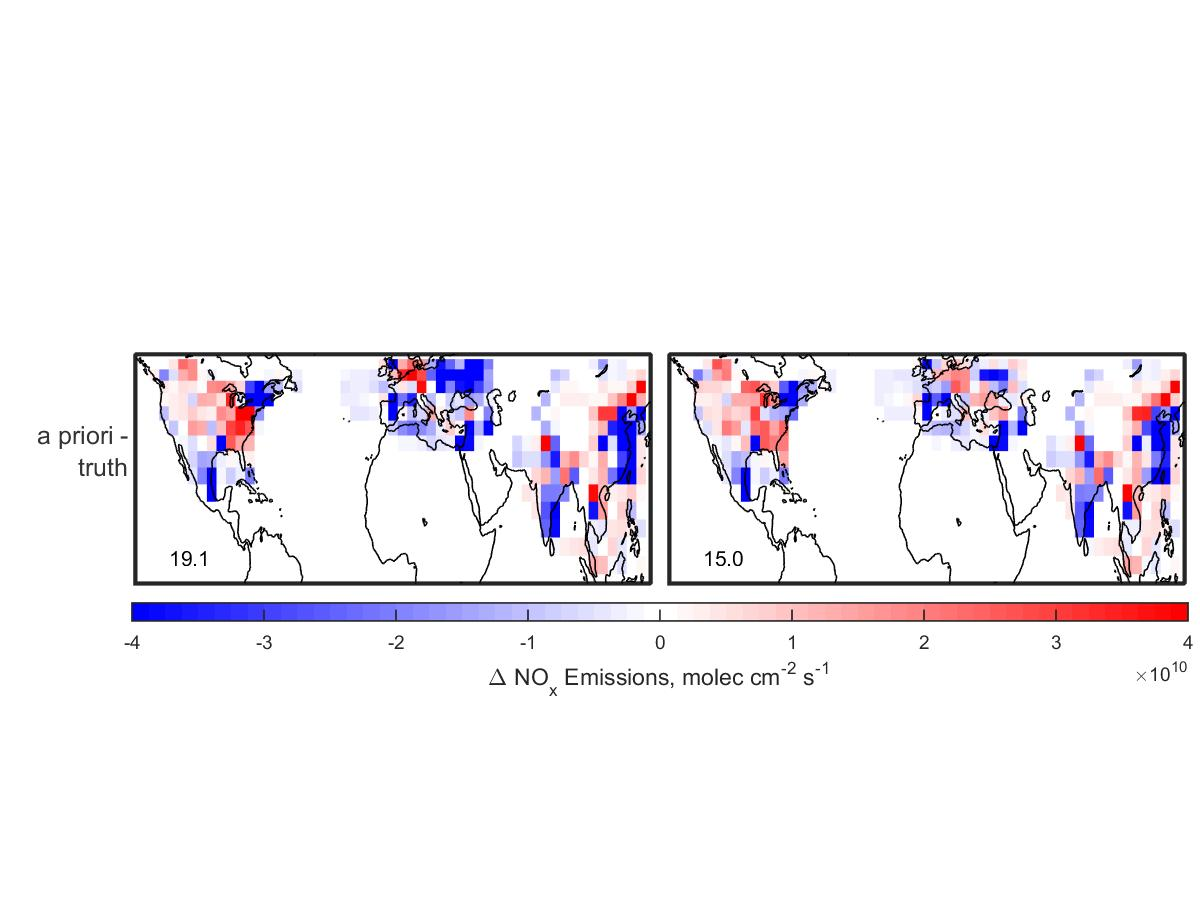 a priori -
truth
19.1
15.0
-4 -3 -2 -1 0 1 2 3 4
Δ NOx Emissions, molec cm-2 s-1
×10^10